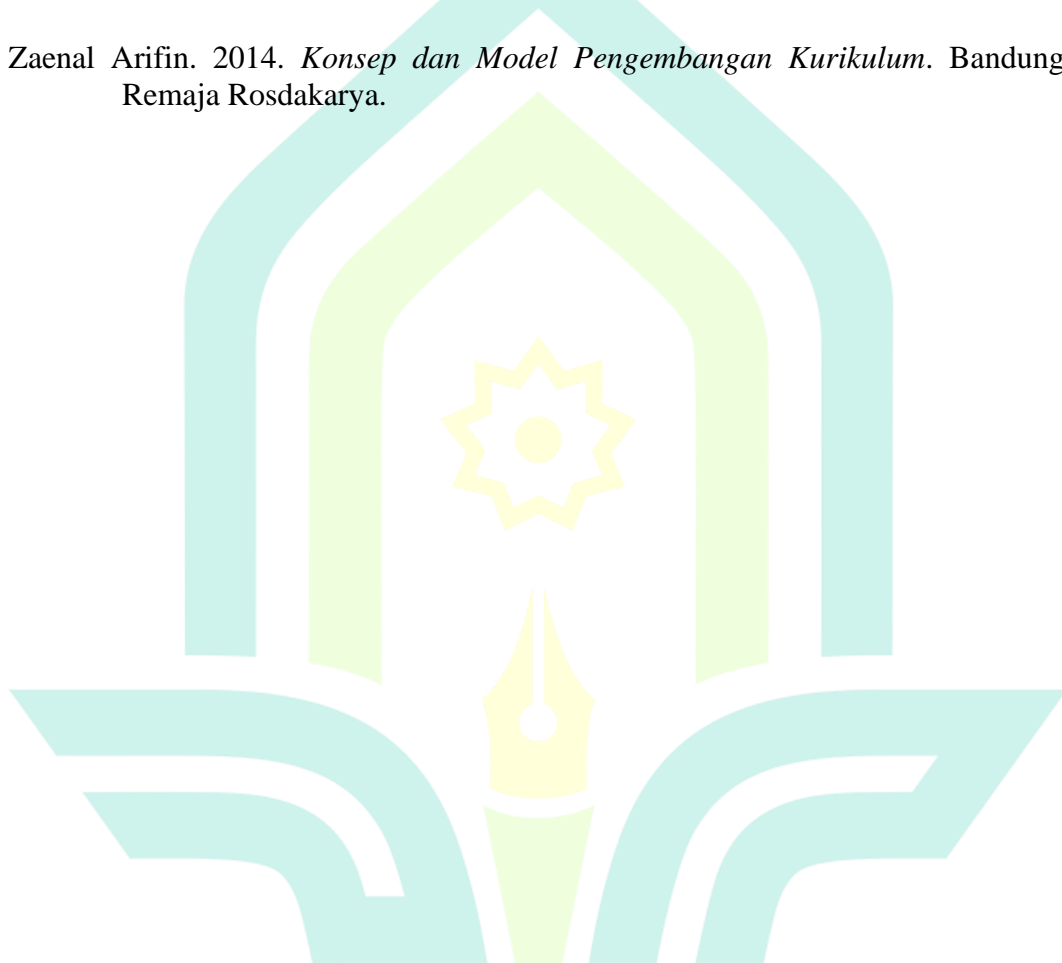 Zaenal Arifin. 2014. Konsep dan Model Pengembangan Kurikulum. Bandung
Remaja Rosdakarya.